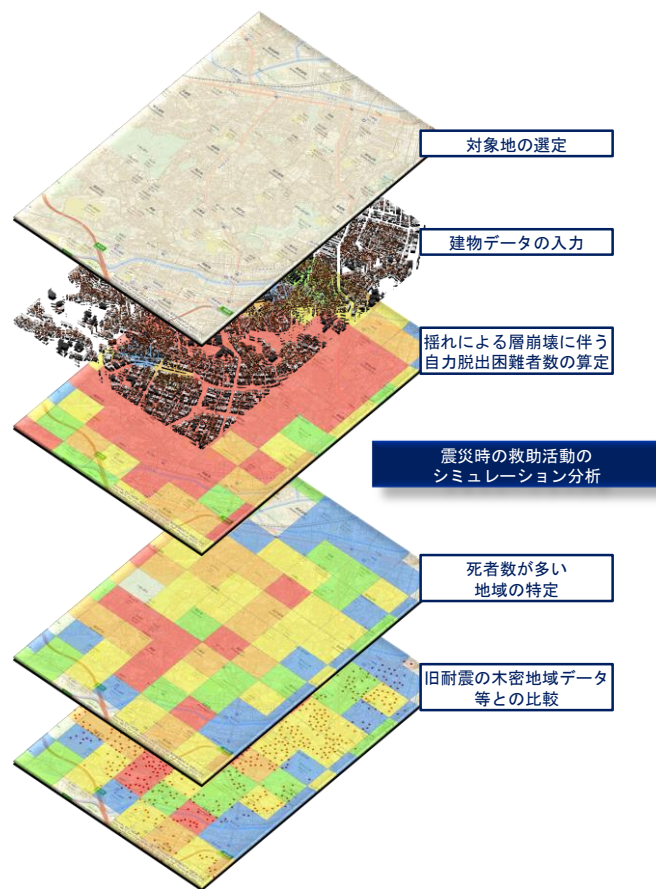 対象地の選定
建物データの入力
揺れによる層崩壊に伴う
自力脱出困難者数の算定
震災時の救助活動の
シミュレーション分析
死者数が多い
地域の特定
旧耐震の木密地域データ
等との比較